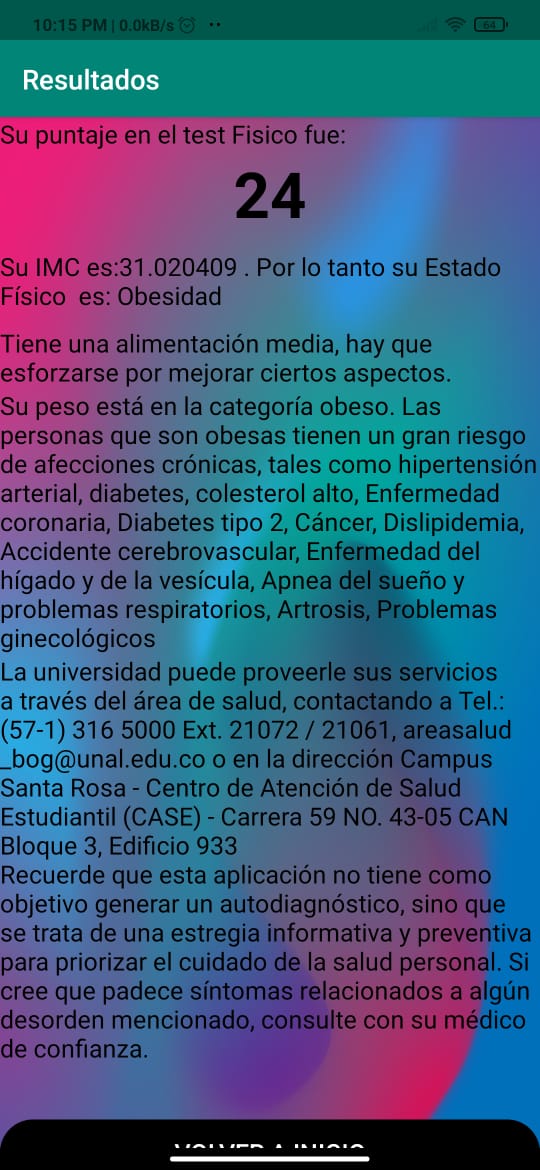 10:15 PM | 0.0kB/s
64
Resultados
Su puntaje en el test Fisico fue:
24
Su IMC es:31.020409 . Por lo tanto su Estado
Físico  es: Obesidad
Tiene una alimentación media, hay que
esforzarse por mejorar ciertos aspectos.
Su peso está en la categoría obeso. Las
personas que son obesas tienen un gran riesgo
de afecciones crónicas, tales como hipertensión
arterial, diabetes, colesterol alto, Enfermedad
coronaria, Diabetes tipo 2, Cáncer, Dislipidemia,
Accidente cerebrovascular, Enfermedad del
hígado y de la vesícula, Apnea del sueño y
problemas respiratorios, Artrosis, Problemas
ginecológicos
La universidad puede proveerle sus servicios
a través del área de salud, contactando a Tel.:
(57-1) 316 5000 Ext. 21072 / 21061, areasalud
_bog@unal.edu.co o en la dirección Campus
Santa Rosa - Centro de Atención de Salud
Estudiantil (CASE) - Carrera 59 NO. 43-05 CAN
Bloque 3, Edificio 933
Recuerde que esta aplicación no tiene como
objetivo generar un autodiagnóstico, sino que
se trata de una estregia informativa y preventiva
para priorizar el cuidado de la salud personal. Si
cree que padece síntomas relacionados a algún
desorden mencionado, consulte con su médico
de confianza.
VOLVER A INICIO